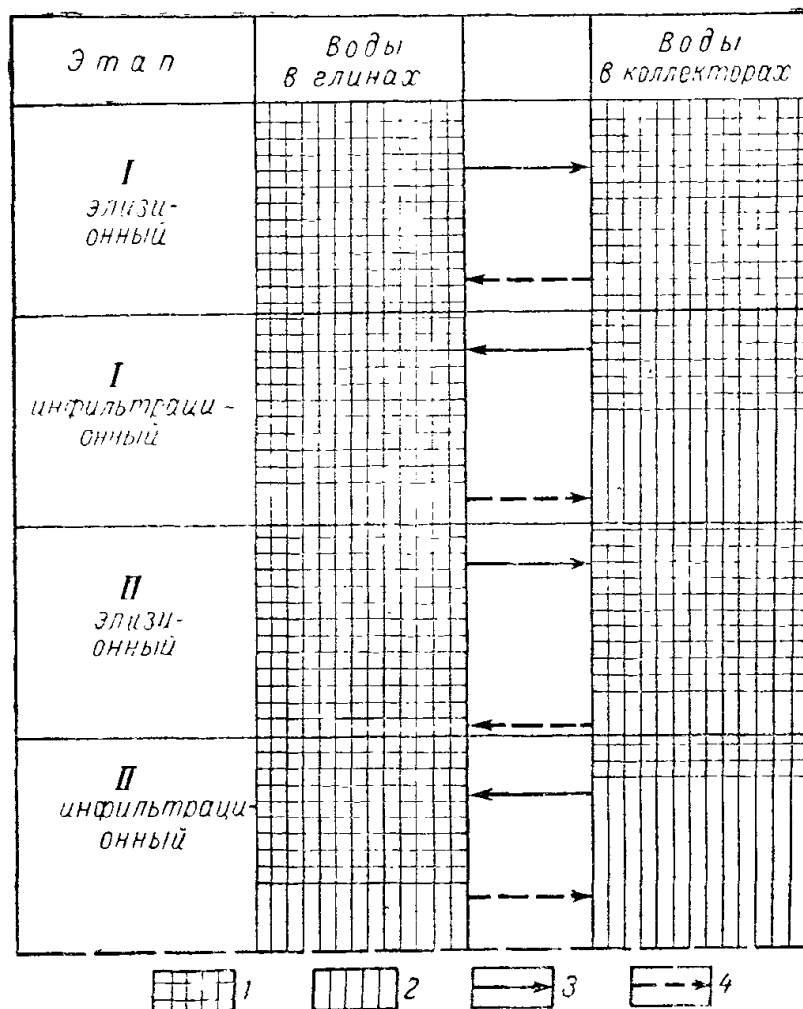 Этап
Воды
в глинах
Воды
в коллекторах
I
элизи-
онный
I
инфильтраци-
онный
II
элизи-
онный
II
инфильтраци-
онный
1
2
3
4